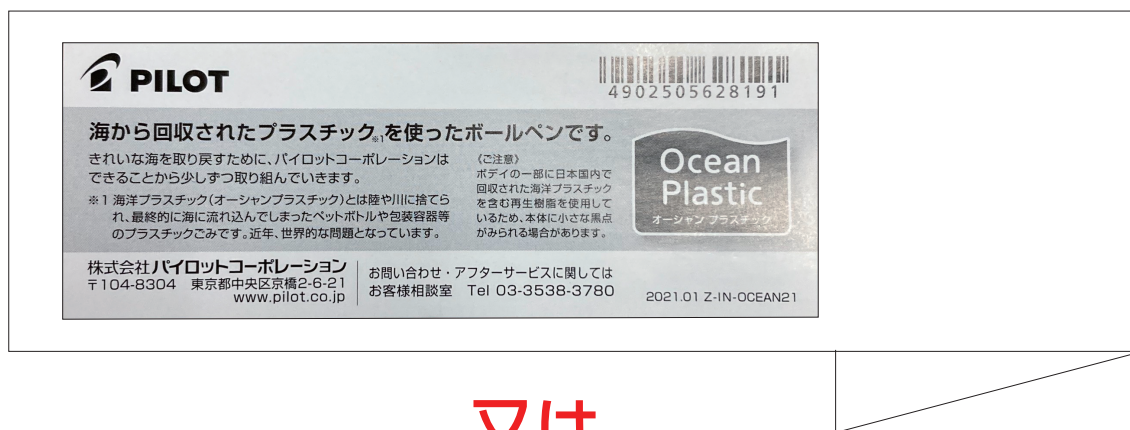 PILOT
4902505628191
海から回収されたプラスチック※1を使ったボールペンです。
きれいな海を取り戻すために、パイロットコーポレーションは
できることから少しずつ取り組んでいきます。
※1 海洋プラスチック(オーシャンプラスチック)とは陸や川に捨てら
れ、最終的に海に流れ込んでしまったペットボトルや包装容器等
のプラスチックごみです。近年、世界的な問題となっています。
《ご注意》
ボディの一部に日本国内で
回収された海洋プラスチック
を含む再生樹脂を使用して
いるため、本体に小さな黒点
がみられる場合があります。
Ocean
Plastic
オーシャン プラスチック
株式会社パイロットコーポレーション
〒104-8304 東京都中央区京橋2-6-21
www.pilot.co.jp
お問い合わせ・アフターサービスに関しては
お客様相談室 Tel 03-3538-3780
2021.01 Z-IN-OCEAN21
又は